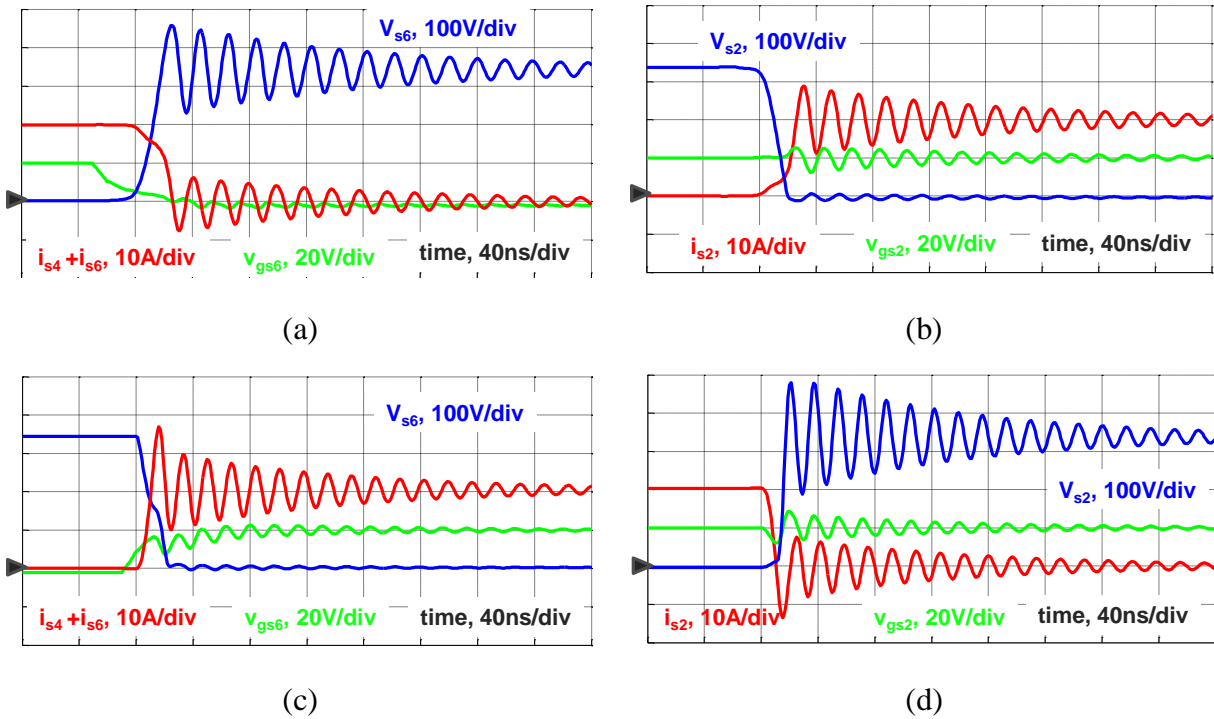 V_s6, 100V/div
i_s4 +i_s6, 10A/div
v_gs6, 20V/div
time, 40ns/div
(a)
V_s2, 100V/div
i_s2, 10A/div
v_gs2, 20V/div
time, 40ns/div
(b)
V_s6, 100V/div
i_s4 +i_s6, 10A/div
v_gs6, 20V/div
time, 40ns/div
(c)
V_s2, 100V/div
i_s2, 10A/div
v_gs2, 20V/div
time, 40ns/div
(d)